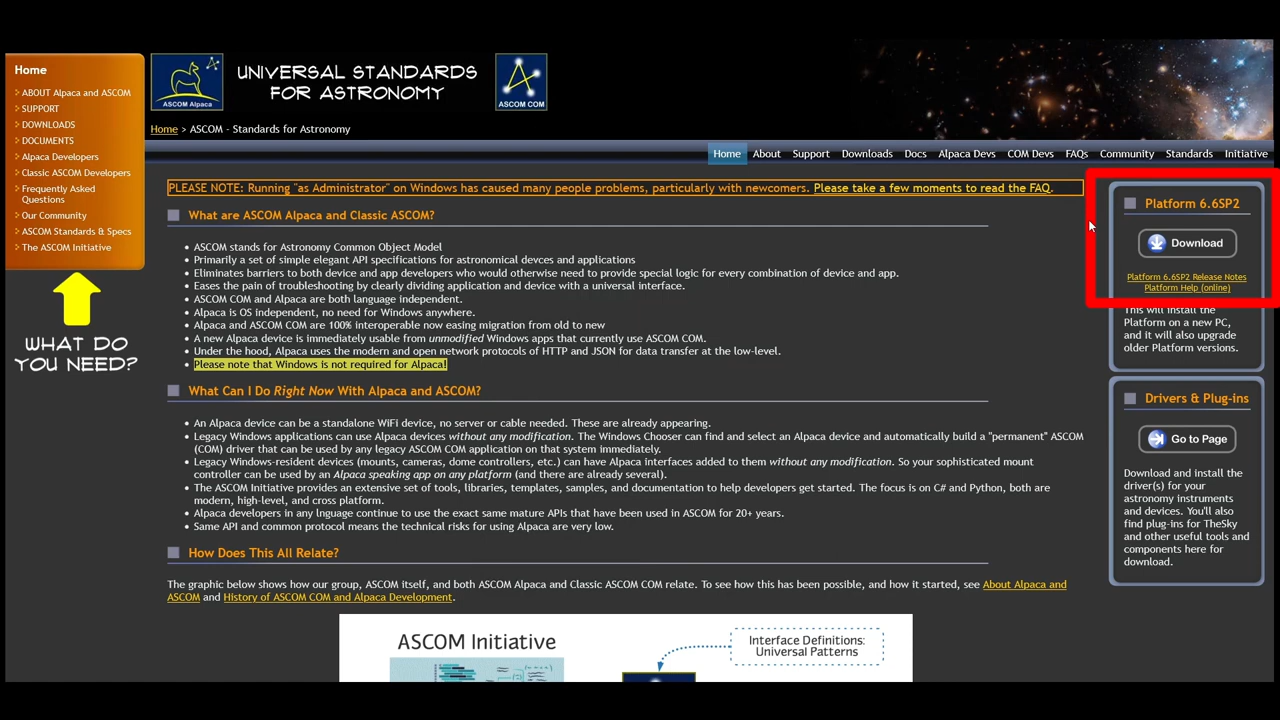 Home
ABOUT Alpaca and ASCOM
SUPPORT
DOWNLOADS
DOCUMENTS
Alpaca Developers
Classic ASCOM Developers
Frequently Asked
Questions
Our Community
ASCOM Standards & Specs
The ASCOM Initiative
WHAT DO
YOU NEED?
ASCOM Alpaca
UNIVERSAL STANDARDS
FOR ASTRONOMY
ASCOM COM
Home > ASCOM - Standards for Astronomy
Home About Support Downloads Docs Alpaca Devs COM Devs FAQs Community Standards Initiative
PLEASE NOTE: Running "as Administrator" on Windows has caused many people problems, particularly with newcomers. Please take a few moments to read the FAQ.
What are ASCOM Alpaca and Classic ASCOM?
• ASCOM stands for Astronomy Common Object Model
• Primarily a set of simple elegant API specifications for astronomical devces and applications
• Eliminates barriers to both device and app developers who would otherwise need to provide special logic for every combination of device and app.
• Eases the pain of troubleshooting by clearly dividing application and device with a universal interface.
• ASCOM COM and Alpaca are both language independent.
• Alpaca is OS independent, no need for Windows anywhere.
• Alpaca and ASCOM COM are 100% interoperable now easing migration from old to new
• A new Alpaca device is immediately usable from unmodified Windows apps that currently use ASCOM COM.
• Under the hood, Alpaca uses the modern and open network protocols of HTTP and JSON for data transfer at the low-level.
• Please note that Windows is not required for Alpaca!
What Can I Do Right Now With Alpaca and ASCOM?
• An Alpaca device can be a standalone WiFI device, no server or cable needed. These are already appearing.
• Legacy Windows applications can use Alpaca devices without any modification. The Windows Chooser can find and select an Alpaca device and automatically build a "permanent" ASCOM
(COM) driver that can be used by any legacy ASCOM COM application on that system immediately.
• Legacy Windows-resident devices (mounts, cameras, dome controllers, etc.) can have Alpaca interfaces added to them without any modification. So your sophisticated mount
controller can be used by an Alpaca speaking app on any platform (and there are already several).
• The ASCOM Initiative provides an extensive set of tools, libraries, templates, samples, and documentation to help developers get started. The focus is on C# and Python, both are
modern, high-level, and cross platform.
• Alpaca developers in any lnguage continue to use the exact same mature APIs that have been used in ASCOM for 20+ years.
• Same API and common protocol means the technical risks for using Alpaca are very low.
How Does This All Relate?
The graphic below shows how our group, ASCOM itself, and both ASCOM Alpaca and Classic ASCOM COM relate. To see how this has been possible, and how it started, see About Alpaca and
ASCOM and History of ASCOM COM and Alpaca Development.
ASCOM Initiative
Interface Definitions:
Universal Patterns
Platform 6.6SP2
Download
Platform 6.6SP2 Release Notes
Platform Help (online)
This will install the
Platform on a new PC,
and it will also upgrade
older Platform versions.
Drivers & Plug-ins
Go to Page
Download and install the
driver(s) for your
astronomy instruments
and devices. You'll also
find plug-ins for TheSky
and other useful tools and
components here for
download.